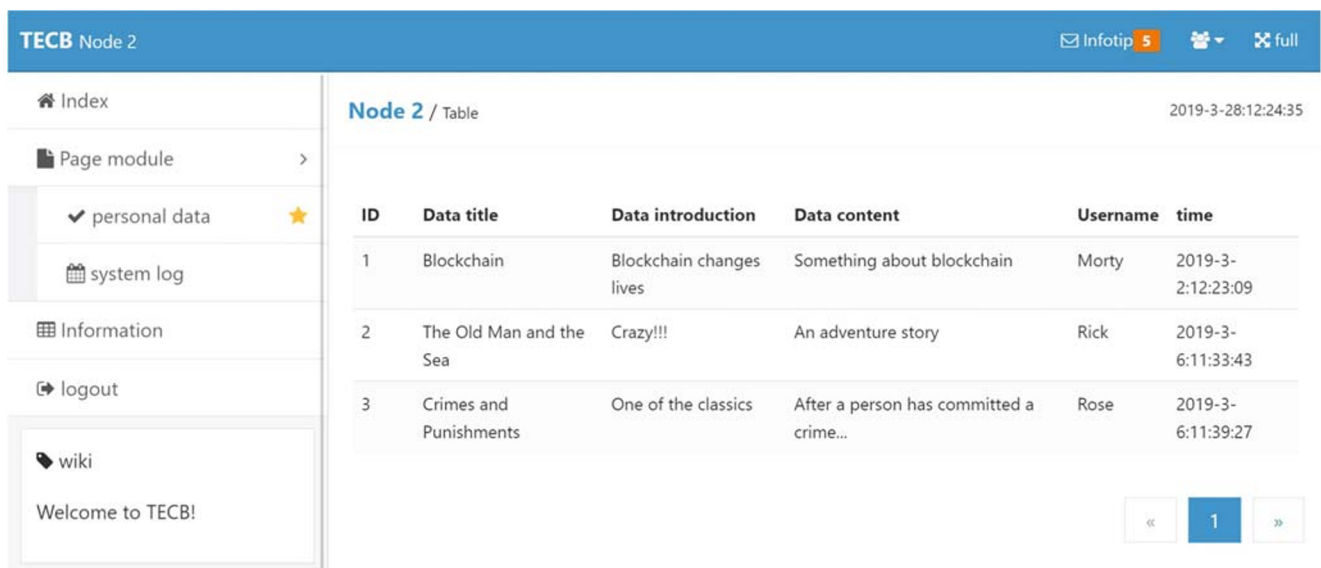 TECB Node 2
Infotip 5
full
Index
Page module
personal data
system log
Information
logout
wiki
Welcome to TECB!
Node 2 / Table
2019-3-28:12:24:35
ID Data title Data introduction Data content Username time
1 Blockchain Blockchain changes Something about blockchain Morty 2019-3-
lives 2:12:23:09
2 The Old Man and the Crazy!!! An adventure story Rick 2019-3-
Sea 6:11:33:43
3 Crimes and One of the classics After a person has committed a Rose 2019-3-
Punishments crime... 6:11:39:27
« 1 »